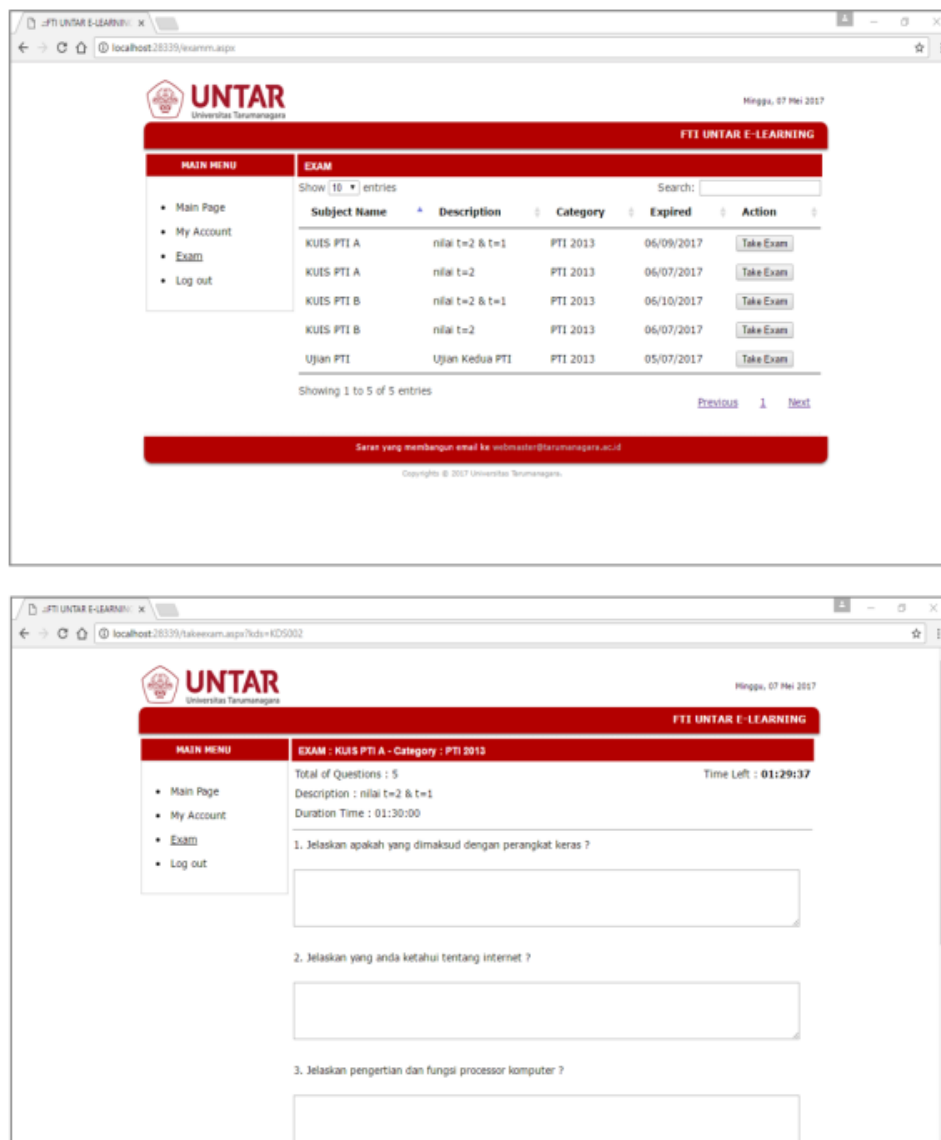 ::FTI UNTAR E-LEARNING: ×
localhost:28339/examm.aspx
UNTAR
Universitas Tarumanagara
Minggu, 07 Mei 2017
FTI UNTAR E-LEARNING
MAIN MENU
• Main Page
• My Account
• Exam
• Log out
EXAM
Show 10 entries Search:
Subject Name Description Category Expired Action
KUIS PTI A nilai t=2 & t=1 PTI 2013 06/09/2017 Take Exam
KUIS PTI A nilai t=2 PTI 2013 06/07/2017 Take Exam
KUIS PTI B nilai t=2 & t=1 PTI 2013 06/10/2017 Take Exam
KUIS PTI B nilai t=2 PTI 2013 06/07/2017 Take Exam
Ujian PTI Ujian Kedua PTI PTI 2013 05/07/2017 Take Exam
Showing 1 to 5 of 5 entries
Previous 1 Next
Saran yang membangun email ke webmaster@tarumanagara.ac.id
Copyrights © 2017 Universitas Tarumanagara.
::FTI UNTAR E-LEARNING: ×
localhost:28339/takeexam.aspx?kds=KDS002
UNTAR
Universitas Tarumanagara
Minggu, 07 Mei 2017
FTI UNTAR E-LEARNING
MAIN MENU
• Main Page
• My Account
• Exam
• Log out
EXAM : KUIS PTI A - Category : PTI 2013
Total of Questions : 5 Time Left : 01:29:37
Description : nilai t=2 & t=1
Duration Time : 01:30:00
1. Jelaskan apakah yang dimaksud dengan perangkat keras ?
2. Jelaskan yang anda ketahui tentang internet ?
3. Jelaskan pengertian dan fungsi processor komputer ?